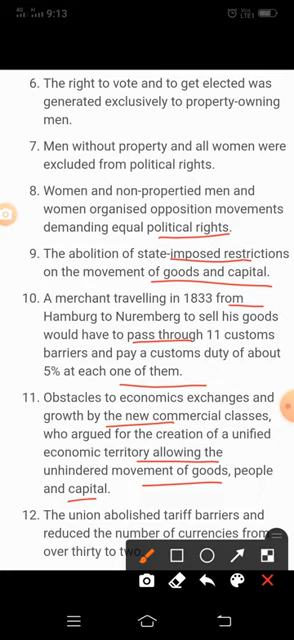 9:13
6. The right to vote and to get elected was
generated exclusively to property-owning
men.
7. Men without property and all women were
excluded from political rights.
8. Women and non-propertied men and
women organised opposition movements
demanding equal political rights.
9. The abolition of state-imposed restrictions
on the movement of goods and capital.
10. A merchant travelling in 1833 from
Hamburg to Nuremberg to sell his goods
would have to pass through 11 customs
barriers and pay a customs duty of about
5% at each one of them.
11. Obstacles to economics exchanges and
growth by the new commercial classes,
who argued for the creation of a unified
economic territory allowing the
unhindered movement of goods, people
and capital.
12. The union abolished tariff barriers and
reduced the number of currencies from
over thirty to two